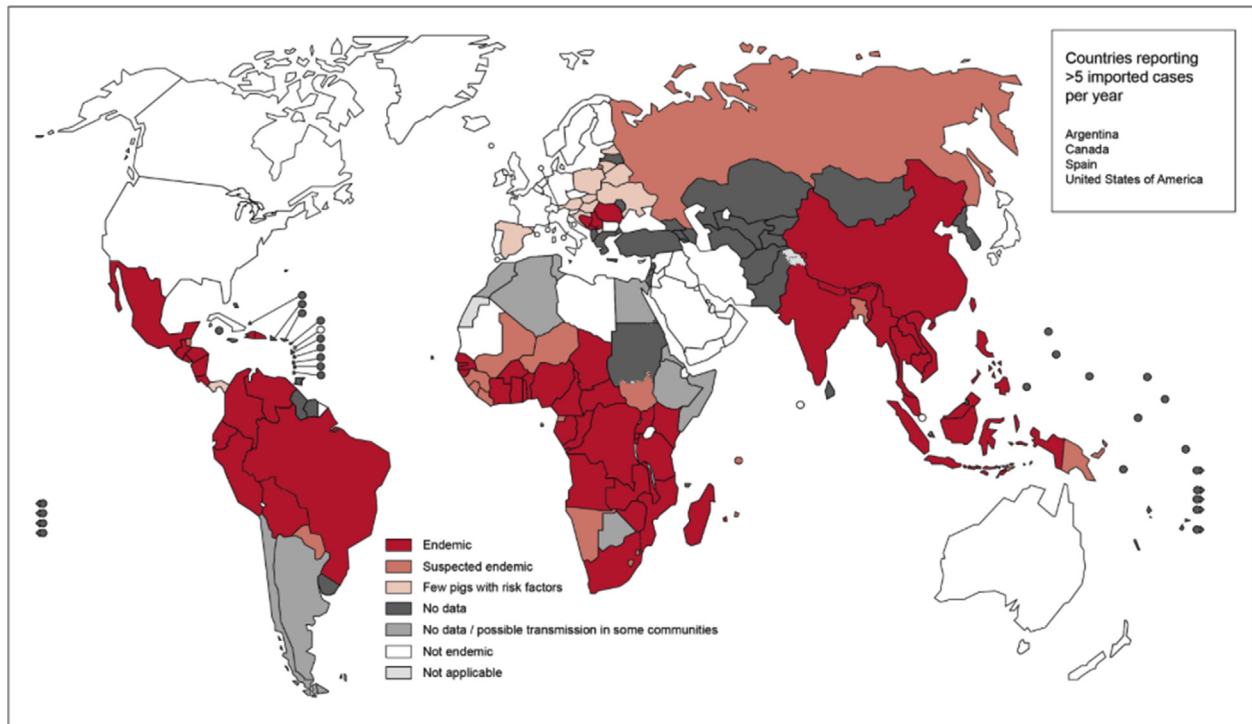 Countries reporting
>5 imported cases
per year
Argentina
Canada
Spain
United States of America
Endemic
Suspected endemic
Few pigs with risk factors
No data
No data / possible transmission in some communities
Not endemic
Not applicable